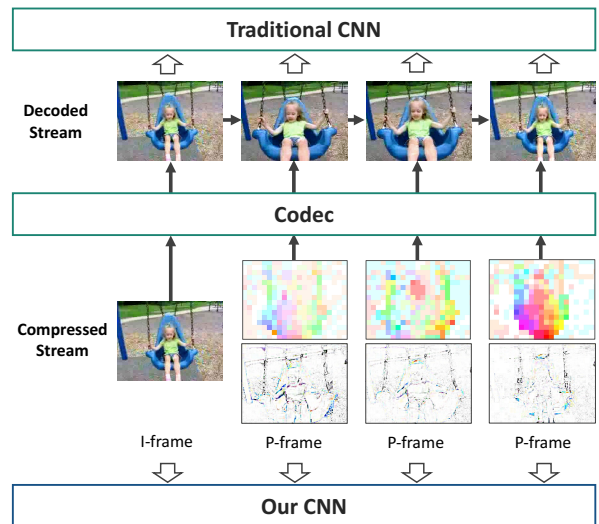 Traditional CNN
Decoded
Stream
Codec
Compressed
Stream
I-frame P-frame P-frame P-frame
Our CNN